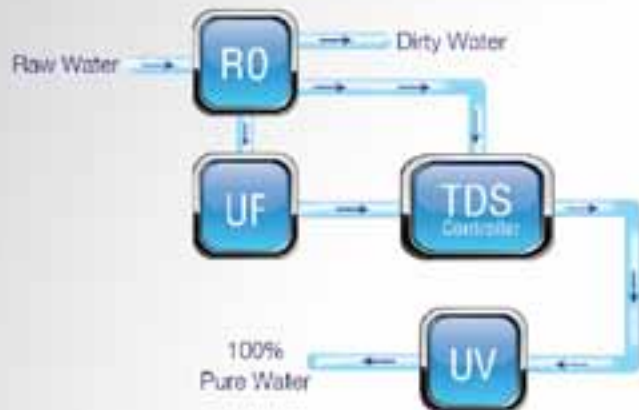 Raw Water
RO
Dirty Water
UF
TDS
Controller
100%
Pure Water
UV